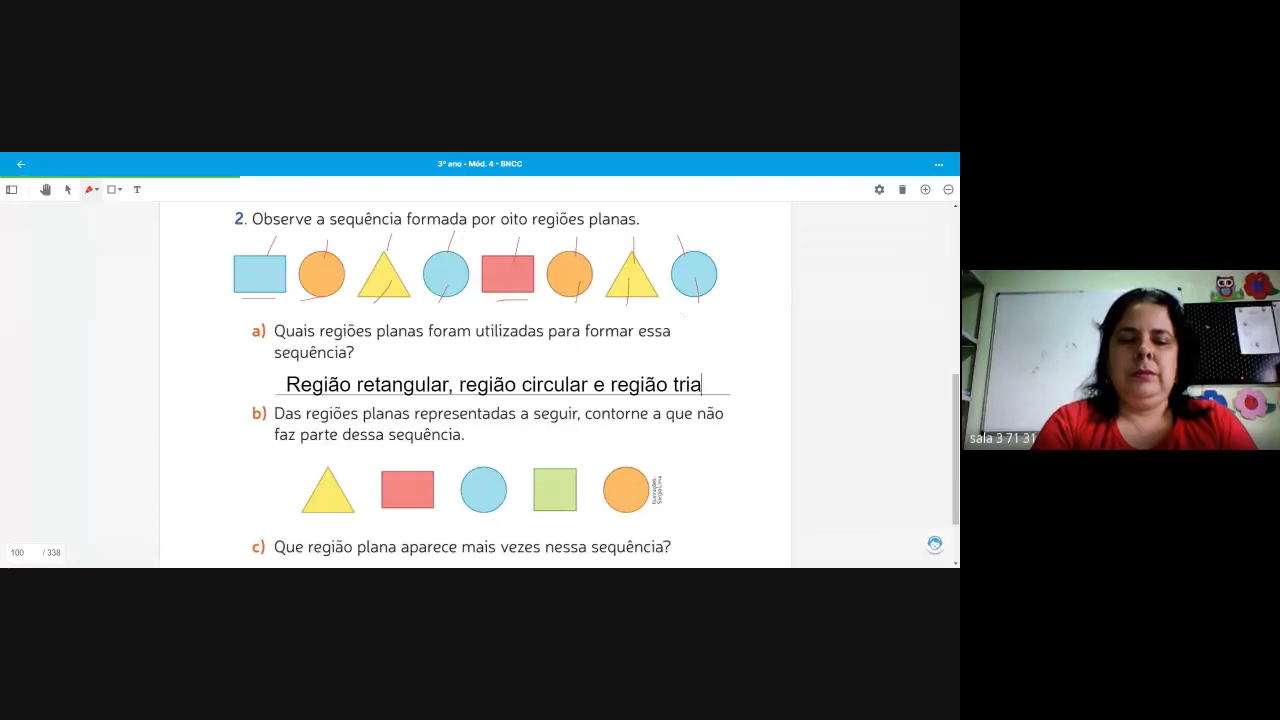 3º ano - Mód. 4 - BNCC
T
2. Observe a sequência formada por oito regiões planas.
a) Quais regiões planas foram utilizadas para formar essa
sequência?
Região retangular, região circular e região tria
b) Das regiões planas representadas a seguir, contorne a que não
faz parte dessa sequência.
c) Que região plana aparece mais vezes nessa sequência?
100 / 338
sala 3 71 31